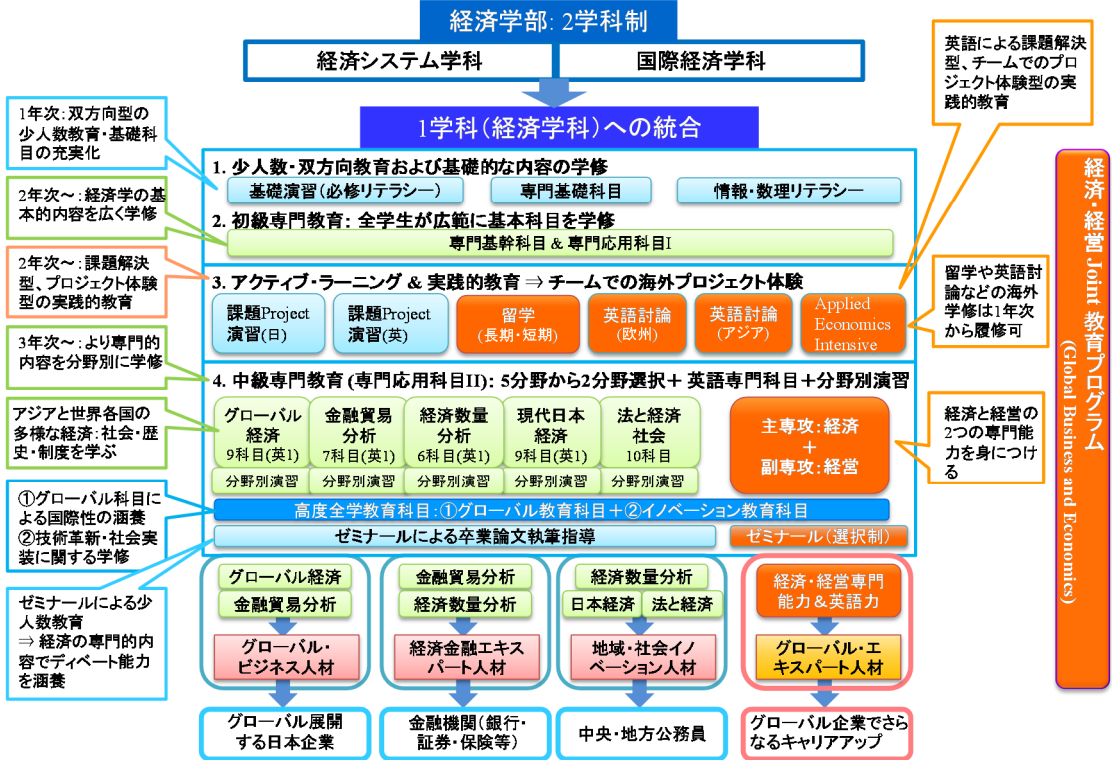 経済学部: 2学科制
経済システム学科
国際経済学科
1学科(経済学科)への統合
1年次:双方向型の
少人数教育・基礎科
目の充実化
2年次~:経済学の基
本的内容を広く学修
2年次~:課題解決
型、プロジェクト体験
型の実践的教育
3年次~:より専門的
内容を分野別に学修
アジアと世界各国の
多様な経済:社会・歴
史・制度を学ぶ
①グローバル科目に
よる国際性の涵養
②技術革新・社会実
装に関する学修
ゼミナールによる少
人数教育
⇒ 経済の専門的内
容でディベート能力
を涵養
1. 少人数・双方向教育および基礎的な内容の学修
基礎演習(必修リテラシー)
専門基礎科目
情報・数理リテラシー
2. 初級専門教育: 全学生が広範に基本科目を学修
専門基幹科目 & 専門応用科目I
3. アクティブ・ラーニング & 実践的教育 ⇒ チームでの海外プロジェクト体験
課題Project
演習(日)
課題Project
演習(英)
留学
(長期・短期)
英語討論
(欧州)
英語討論
(アジア)
Applied
Economics
Intensive
4. 中級専門教育 (専門応用科目II): 5分野から2分野選択+ 英語専門科目+分野別演習
グローバル
経済
9科目(英1)
分野別演習
金融貿易
分析
7科目(英1)
分野別演習
経済数量
分析
6科目(英1)
分野別演習
現代日本
経済
9科目(英1)
分野別演習
法と経済
社会
10科目
分野別演習
主専攻:経済
+
副専攻:経営
高度全学教育科目:①グローバル教育科目+②イノベーション教育科目
ゼミナールによる卒業論文執筆指導
ゼミナール(選択制)
グローバル経済
金融貿易分析
グローバル・
ビジネス人材
グローバル展開
する日本企業
金融貿易分析
経済数量分析
経済金融エキス
パート人材
金融機関(銀行・
証券・保険等)
経済数量分析
日本経済
法と経済
地域・社会イノ
ベーション人材
中央・地方公務員
経済・経営専門
能力&英語力
グローバル・エ
キスパート人材
グローバル企業でさら
なるキャリアアップ
英語による課題解決
型、チームでのプロ
ジェクト体験型の実
践的教育
留学や英語討
論などの海外
学修は1年次
から履修可
経済と経営の
2つの専門能
力を身につけ
る
経済・経営 Joint 教育プログラム
(Global Business and Economics)